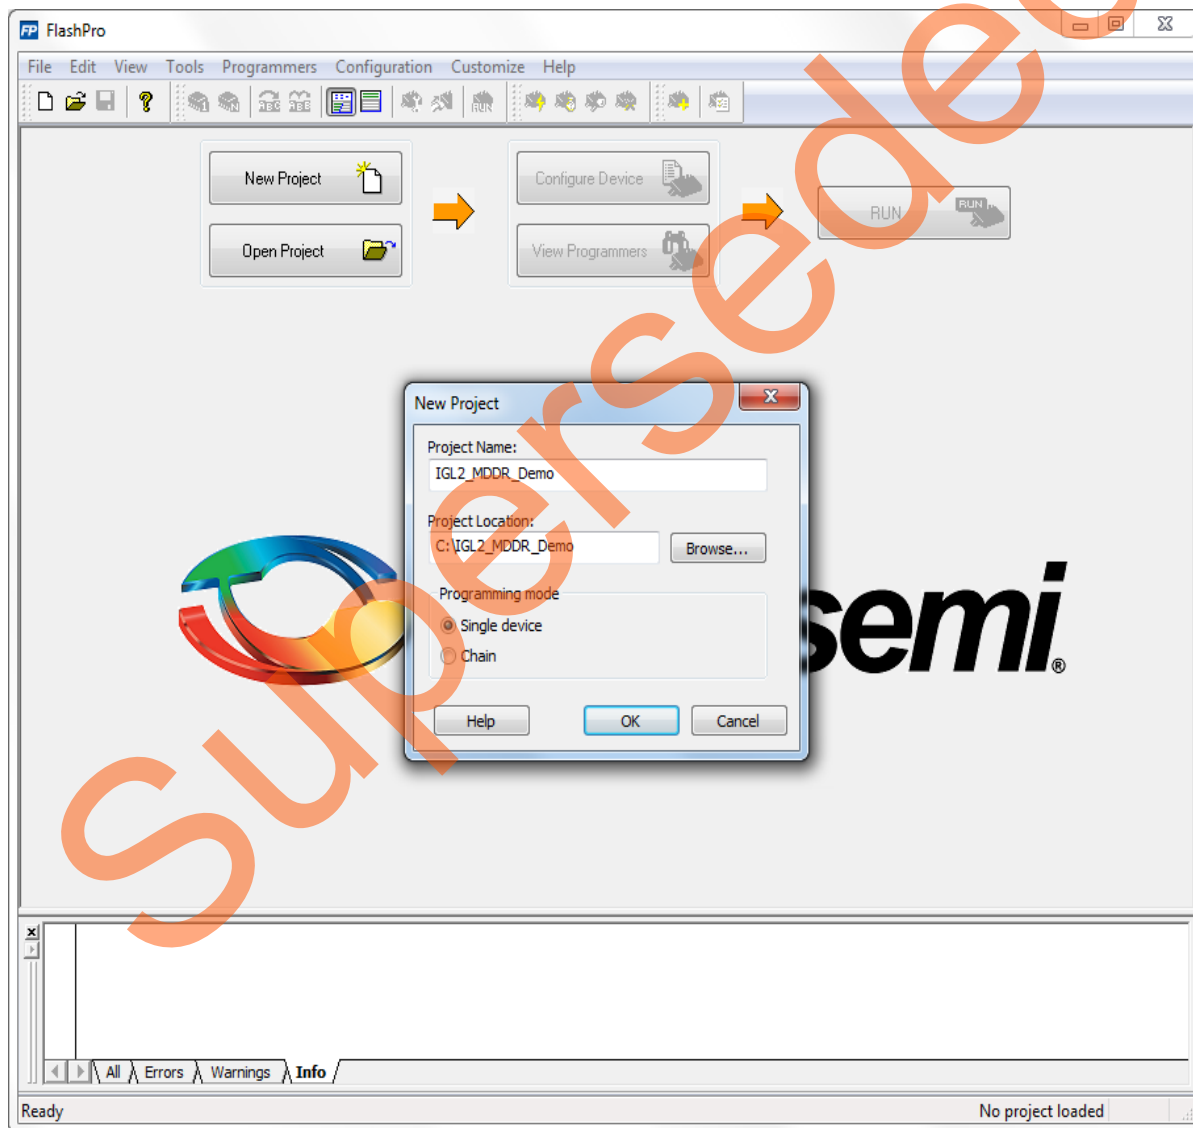 FP FlashPro
File Edit View Tools Programmers Configuration Customize Help
New Project
Configure Device
RUN
RUN
Open Project
View Programmers
New Project
Project Name:
IGL2_MDDR_Demo
Project Location:
C:\IGL2_MDDR_Demo
Browse...
Programming mode
Single device
Chain
Help
OK
Cancel
semi®
All
Errors
Warnings
Info
Ready
No project loaded
Superseded